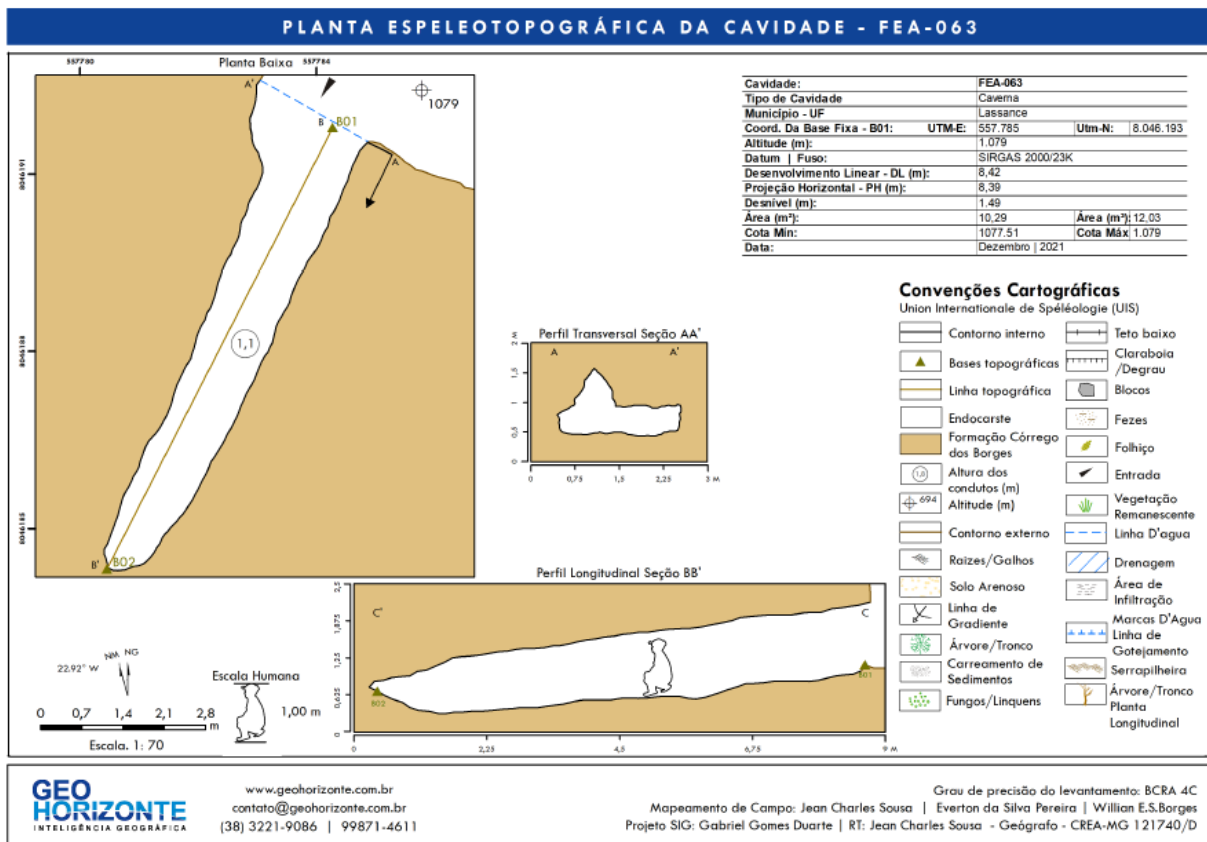 PLANTA ESPELEOTOPOGRÁFICA DA CAVIDADE - FEA-063
557780
557784
Planta Baixa
A'
B
B01
A
1079
8046191
8046188
8046185
1,1
B'
B02
Cavidade: FEA-063
Tipo de Cavidade Caverna
Município - UF Lassance
Coord. Da Base Fixa - B01: UTM-E: 557.785 Utm-N: 8.046.193
Altitude (m): 1.079
Datum | Fuso: SIRGAS 2000/23K
Desenvolvimento Linear - DL (m): 8,42
Projeção Horizontal - PH (m): 8,39
Desnível (m): 1.49
Área (m²): 10,29 Área (m³): 12,03
Cota Mín: 1077.51 Cota Máx 1.079
Data: Dezembro | 2021
Perfil Transversal Seção AA'
2 M
1,5
1
0,5
0
A A'
0 0,75 1,5 2,25 3 M
Convenções Cartográficas
Union Internationale de Spéléologie (UIS)
Contorno interno
Bases topográficas
Linha topográfica
Endocarste
Formação Córrego
dos Borges
1,8
Altura dos
condutos (m)
694
Altitude (m)
Contorno externo
Raizes/Galhos
Solo Arenoso
Linha de
Gradiente
Árvore/Tronco
Carreamento de
Sedimentos
Fungos/Linquens
Teto baixo
Claraboia
/Degrau
Blocos
Fezes
Folhiço
Entrada
Vegetação
Remanescente
Linha D'agua
Drenagem
Área de
Infiltração
Marcas D'Agua
Linha de
Gotejamento
Serrapilheira
Árvore/Tronco
Planta
Longitudinal
Perfil Longitudinal Seção BB'
2,5
1,875
1,25
0,625
0
C'
C
B02
B01
0 2,25 4,5 6,75 9 M
22.92° W
NM NG
0 0,7 1,4 2,1 2,8
m
Escala. 1: 70
Escala Humana
1,00 m
GEO
HORIZONTE
INTELIGÊNCIA GEOGRÁFICA
www.geohorizonte.com.br
contato@geohorizonte.com.br
(38) 3221-9086 | 99871-4611
Grau de precisão do levantamento: BCRA 4C
Mapeamento de Campo: Jean Charles Sousa | Everton da Silva Pereira | Willian E.S.Borges
Projeto SIG: Gabriel Gomes Duarte | RT: Jean Charles Sousa - Geógrafo - CREA-MG 121740/D